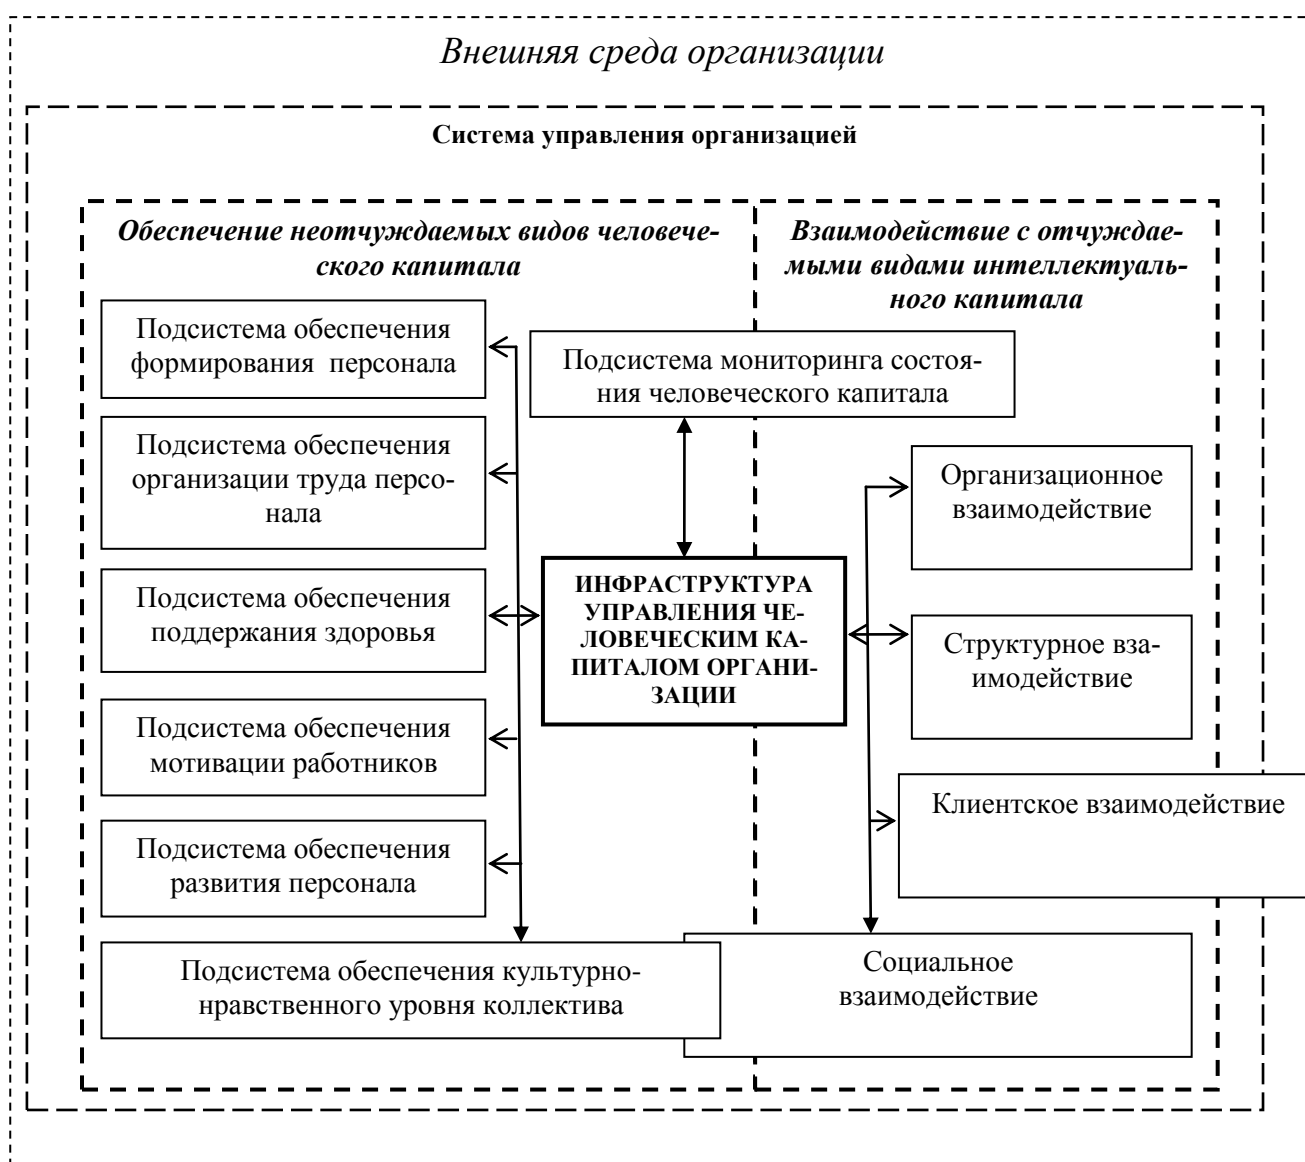 Внешняя среда организации
Система управления организацией
Обеспечение неотчуждаемых видов человече-
ского капитала
Взаимодействие с отчуждае-
мыми видами интеллектуаль-
ного капитала
Подсистема обеспечения
формирования персонала
Подсистема мониторинга состоя-
ния человеческого капитала
Подсистема обеспечения
организации труда персо-
нала
Организационное
взаимодействие
Подсистема обеспечения
поддержания здоровья
ИНФРАСТРУКТУРА
УПРАВЛЕНИЯ ЧЕ-
ЛОВЕЧЕСКИМ КА-
ПИТАЛОМ ОРГАНИ-
ЗАЦИИ
Структурное вза-
имодействие
Подсистема обеспечения
мотивации работников
Клиентское взаимодействие
Подсистема обеспечения
развития персонала
Подсистема обеспечения культурно-
нравственного уровня коллектива
Социальное
взаимодействие